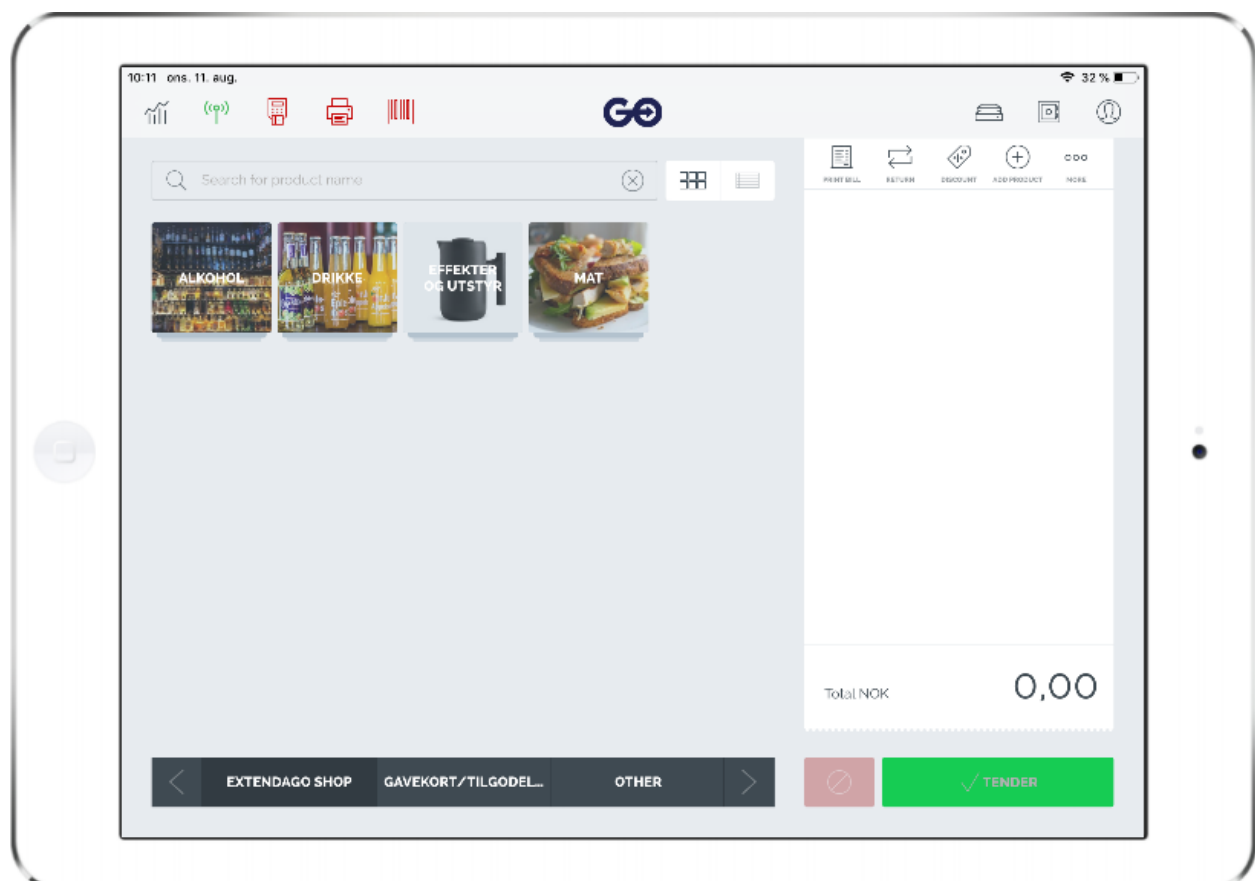 10:11 ons. 11. aug.
32 %
GO
Search for product name
PRINT BILL
RETURN
DISCOUNT
ADD PRODUCT
MORE
ALKOHOL
DRIKKE
EFFEKTER
OG UTSTYR
MAT
Total NOK
0,00
EXTENDAGO SHOP
GAVEKORT/TILGODEL...
OTHER
TENDER